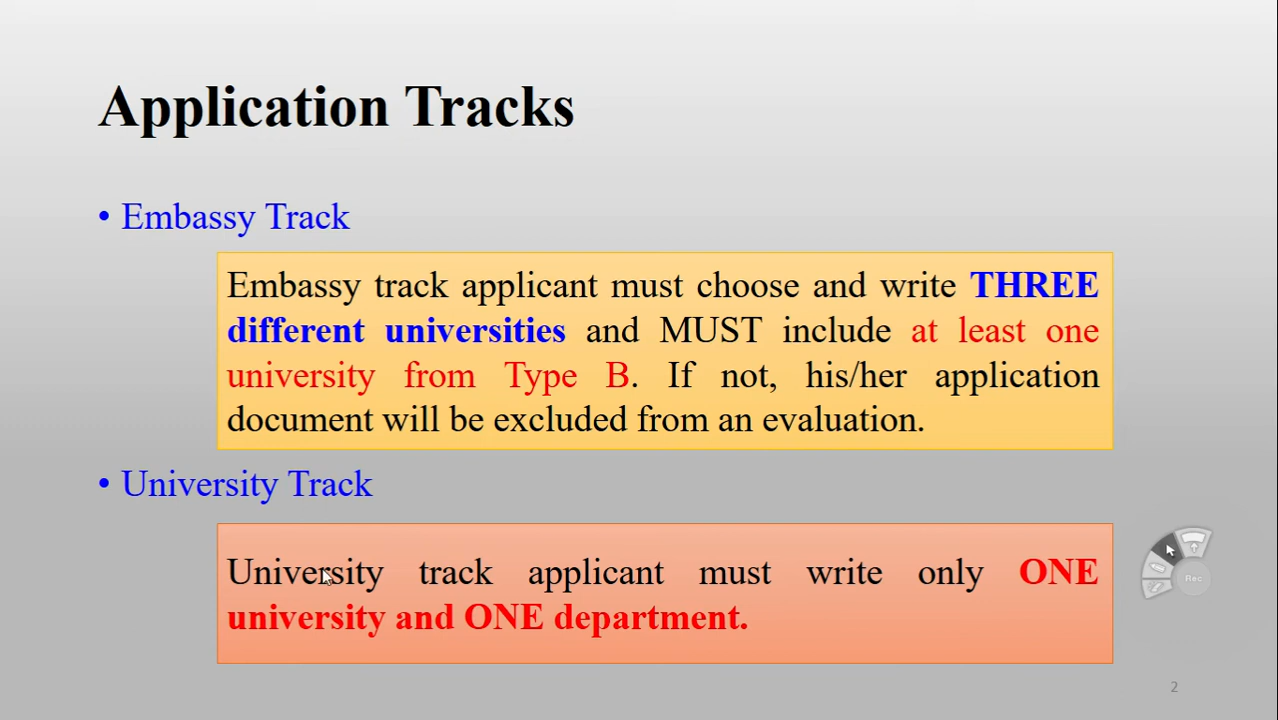 Application Tracks
• Embassy Track
Embassy track applicant must choose and write THREE
different universities and MUST include at least one
university from Type B. If not, his/her application
document will be excluded from an evaluation.
• University Track
University track applicant must write only ONE
university and ONE department.
Rec
2